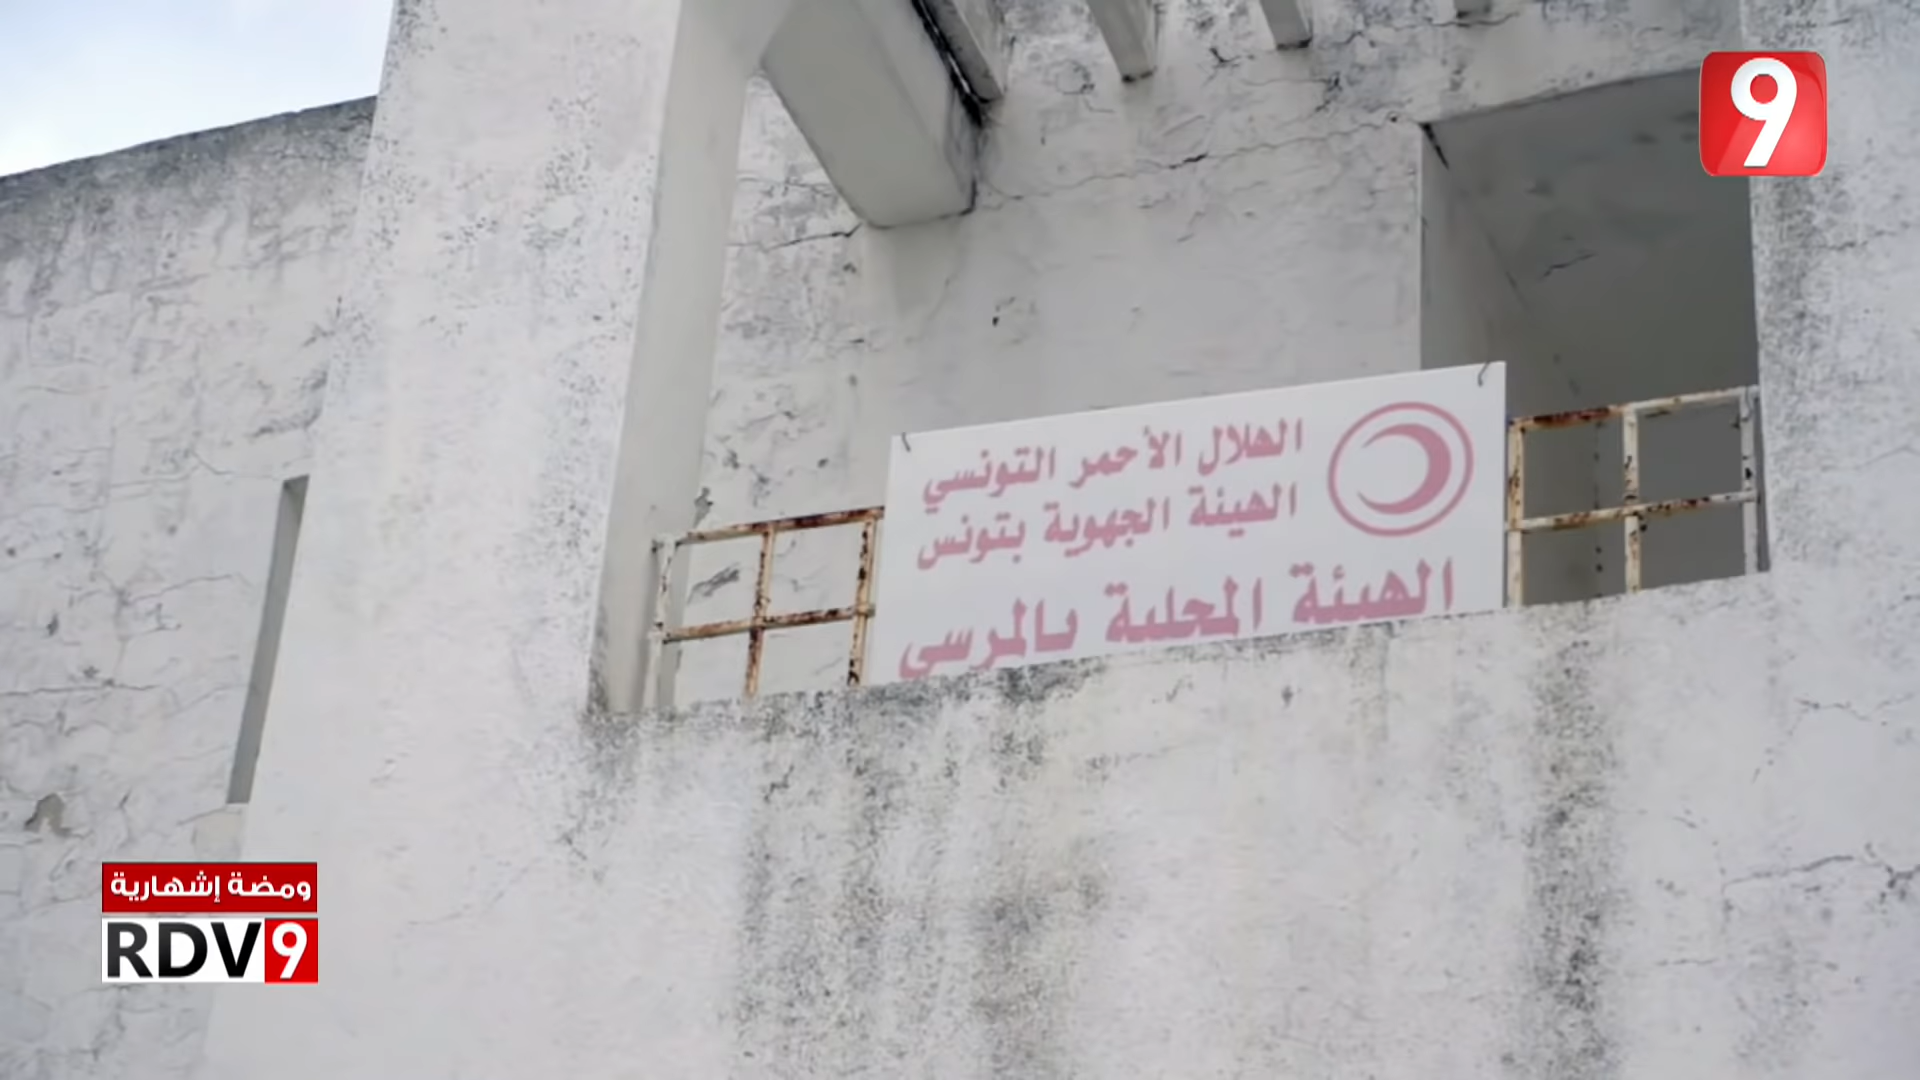 9
الهلال الأحمر التونسي
الهيئة الجهوية بتونس
الهيئة المحلية بالمرسى
ومضة إشهارية
RDV9